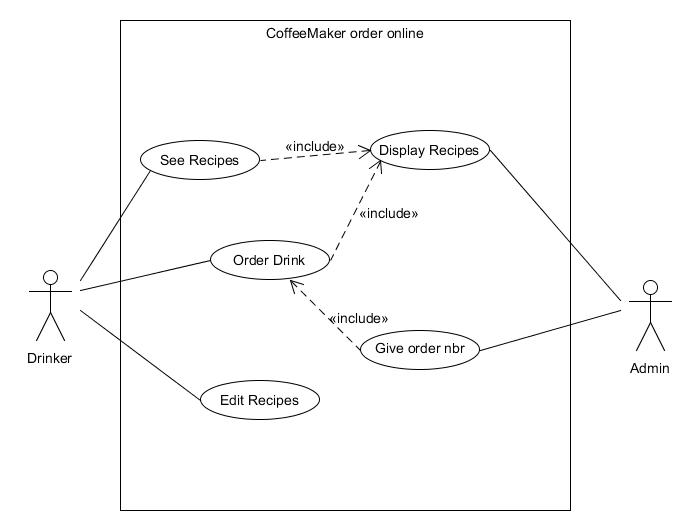 CoffeeMaker order online
«include»
See Recipes
Display Recipes
«include»
Order Drink
«include»
Give order nbr
Drinker
Admin
Edit Recipes